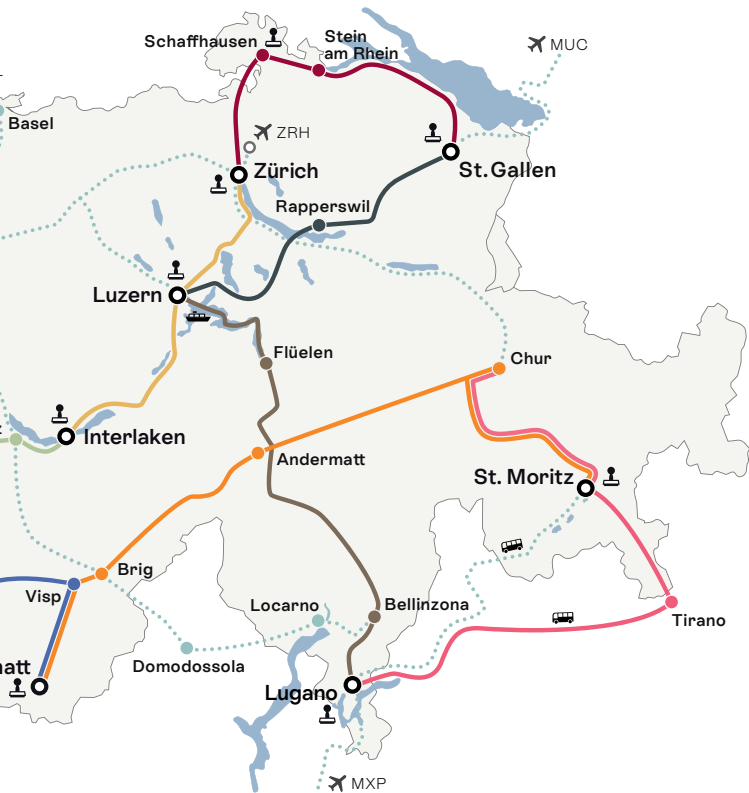 Stein
am Rhein
Schaffhausen
MUC
Basel
ZRH
Zürich
St. Gallen
Rapperswil
Luzern
Flüelen
Chur
Interlaken
Andermatt
St. Moritz
Brig
Visp
Locarno
Bellinzona
Tirano
Domodossola
att
Lugano
MXP